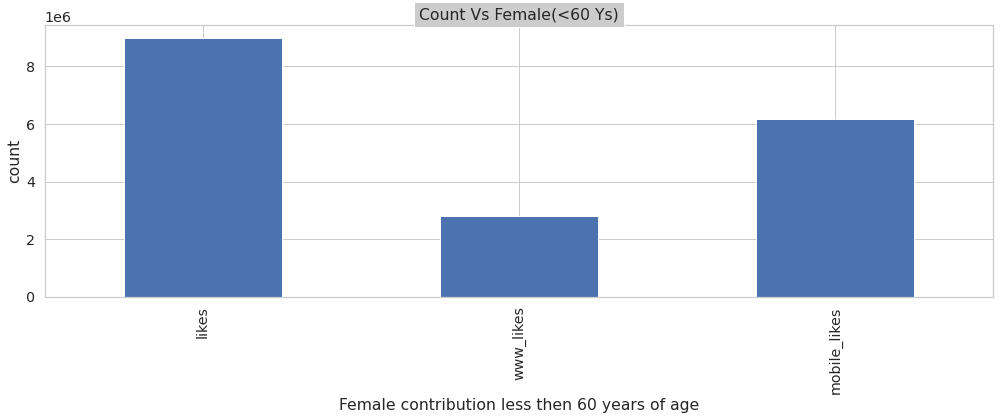 Count Vs Female(<60 Ys)
1e6
8
6
4
2
0
count
likes
www_likes
mobile_likes
Female contribution less then 60 years of age